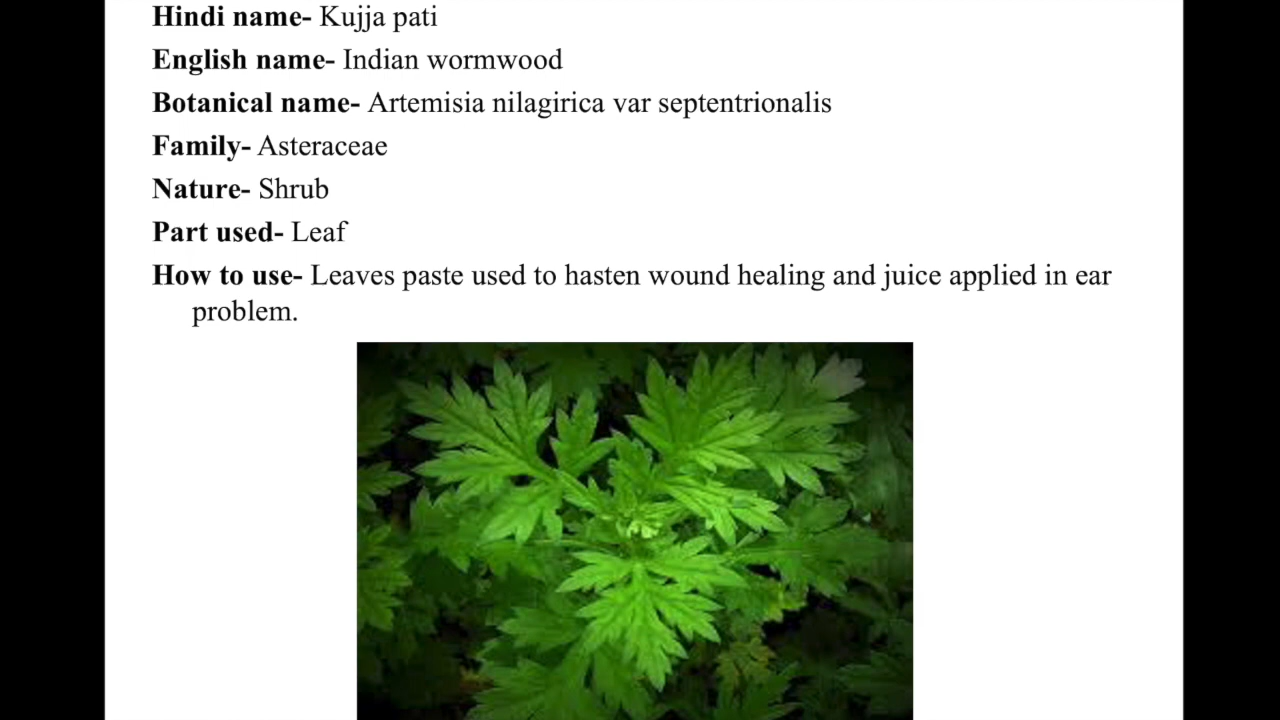 Hindi name- Kujja pati
English name- Indian wormwood
Botanical name- Artemisia nilagirica var septentrionalis
Family- Asteraceae
Nature- Shrub
Part used- Leaf
How to use- Leaves paste used to hasten wound healing and juice applied in ear
problem.